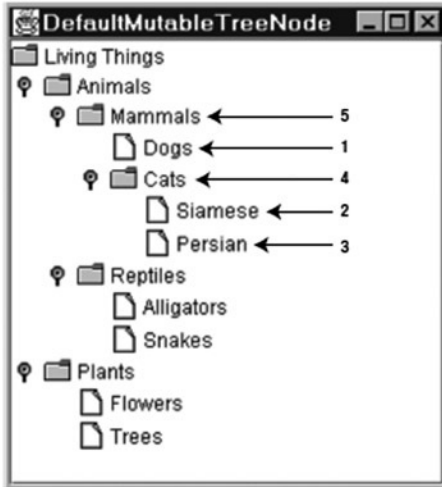 DefaultMutableTreeNode
Living Things
Animals
Mammals 5
Dogs 1
Cats 4
Siamese 2
Persian 3
Reptiles
Alligators
Snakes
Plants
Flowers
Trees